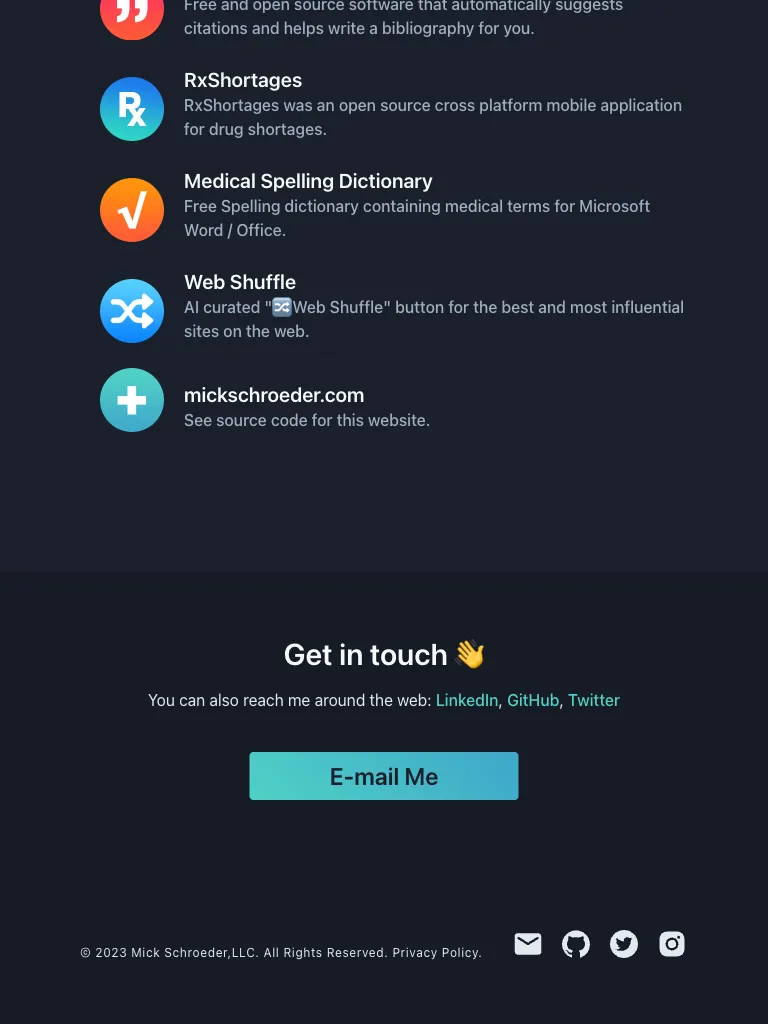 Free and open source software that automatically suggests
citations and helps write a bibliography for you.
RxShortages
RxShortages was an open source cross platform mobile application
for drug shortages.
Medical Spelling Dictionary
Free Spelling dictionary containing medical terms for Microsoft
Word / Office.
Web Shuffle
AI curated "🔀Web Shuffle" button for the best and most influential
sites on the web.
mickschroeder.com
See source code for this website.
Get in touch 👋
You can also reach me around the web: LinkedIn, GitHub, Twitter
E-mail Me
© 2023 Mick Schroeder,LLC. All Rights Reserved. Privacy Policy.